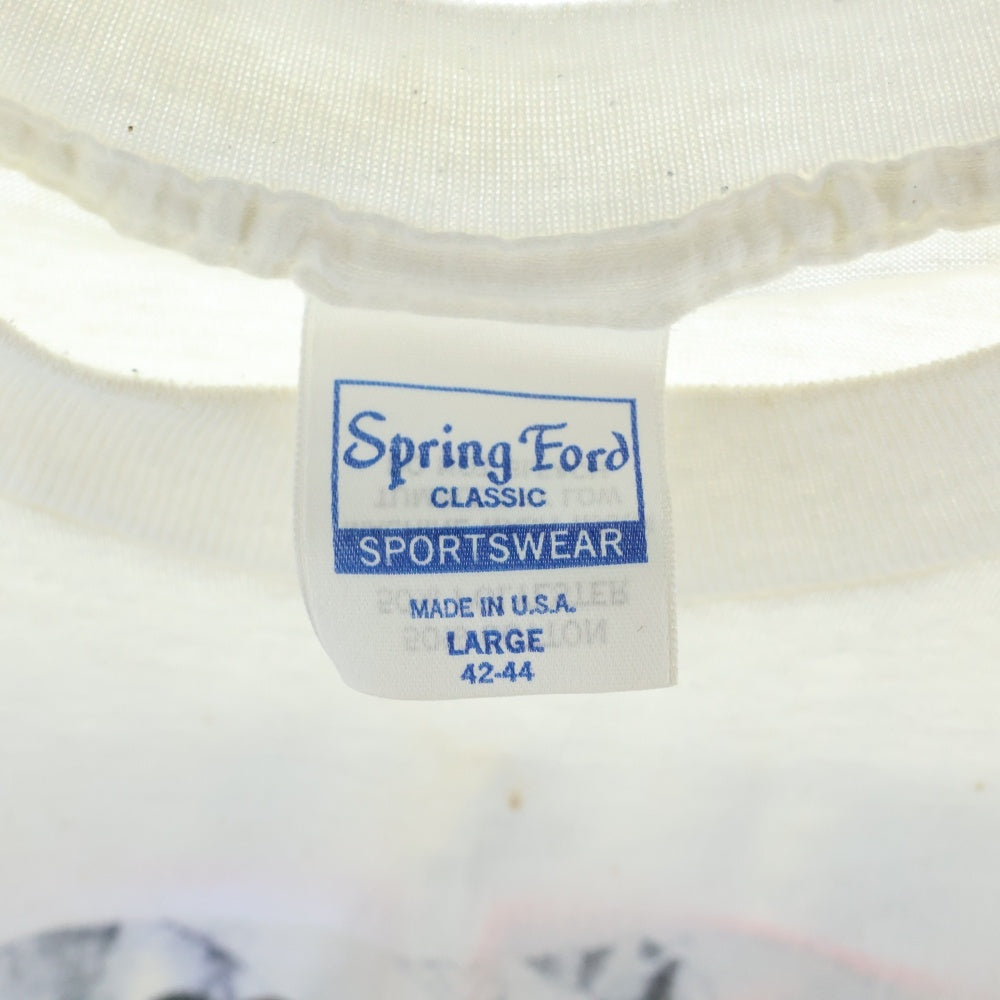 Spring Ford
CLASSIC
SPORTSWEAR
MADE IN U.S.A.
LARGE
42-44